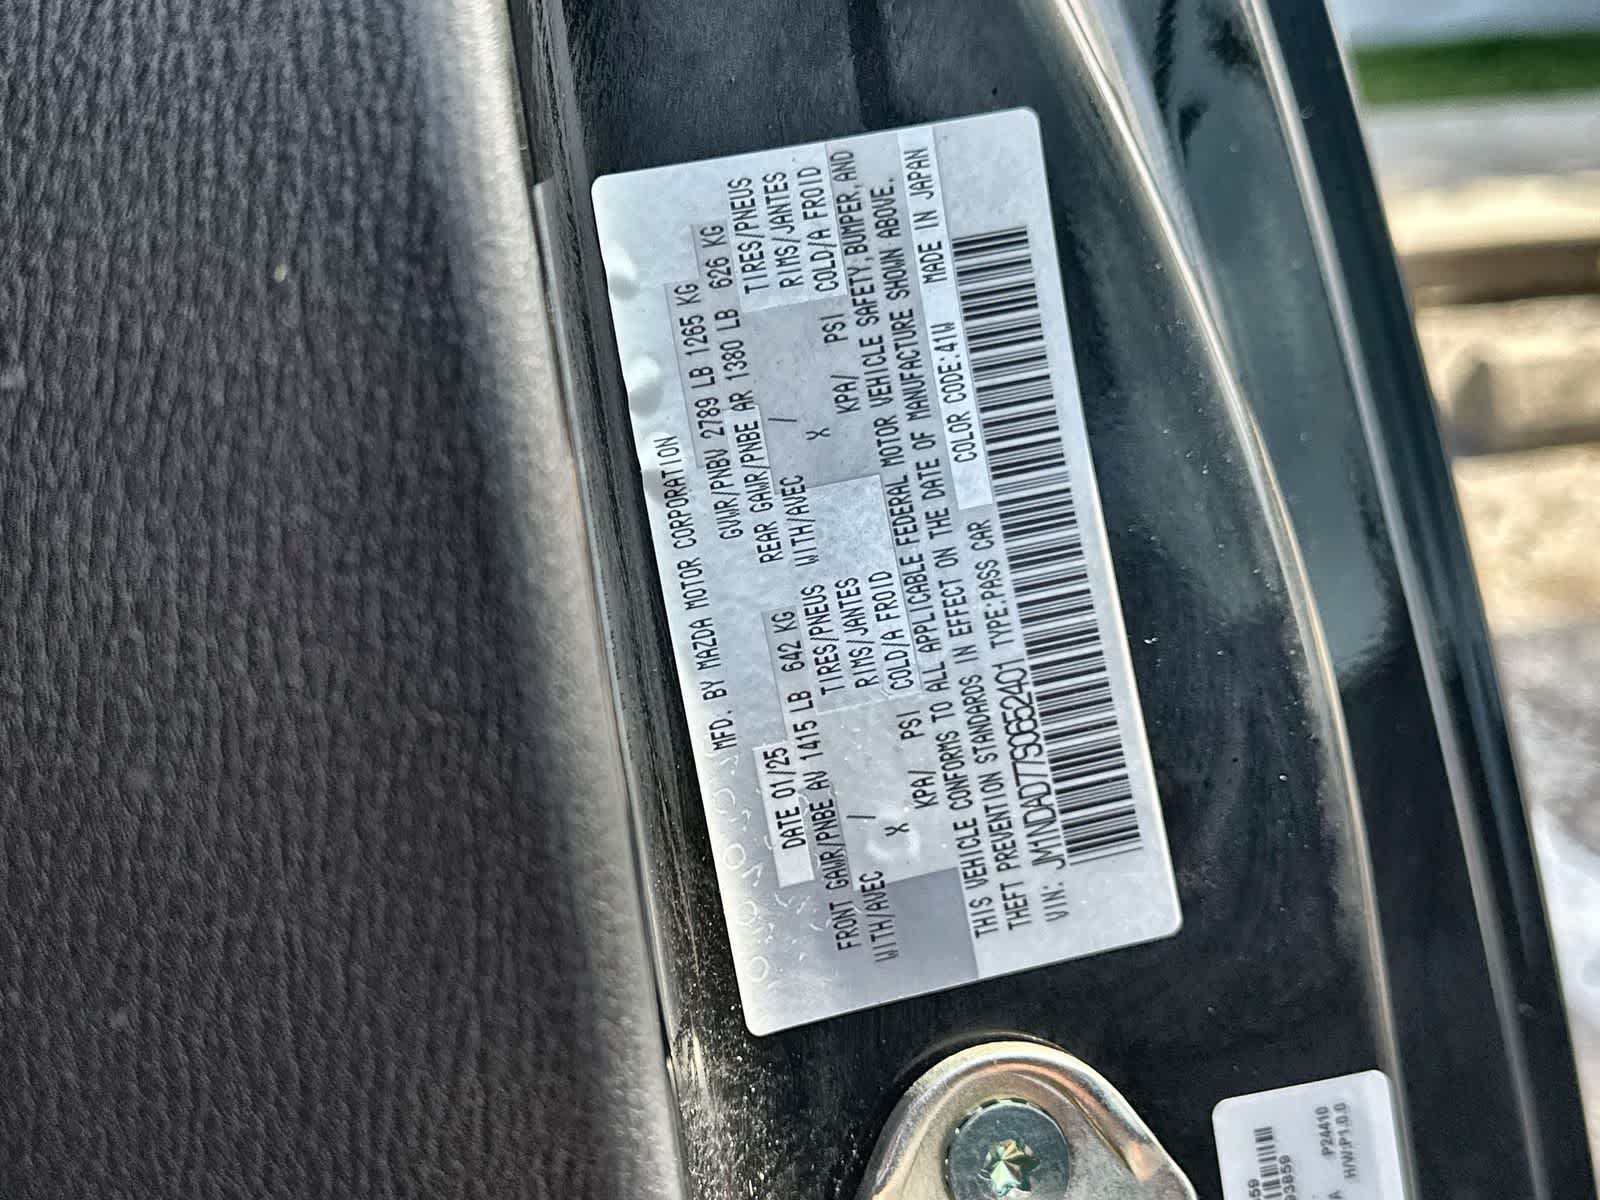 MFD. BY MAZDA MOTOR CORPORATION
DATE 01/25 GVWR/PNBV 2789 LB 1265 KG
FRONT GAWR/PNBE AV 1415 LB 642 KG REAR GAWR/PNBE AR 1380 LB 626 KG
WITH/AVEC / TIRES/PNEUS WITH/AVEC / TIRES/PNEUS
X RIMS/JANTES X RIMS/JANTES
KPA/ PSI COLD/A FROID KPA/ PSI COLD/A FROID
THIS VEHICLE CONFORMS TO ALL APPLICABLE FEDERAL MOTOR VEHICLE SAFETY, BUMPER, AND
THEFT PREVENTION STANDARDS IN EFFECT ON THE DATE OF MANUFACTURE SHOWN ABOVE.
VIN: JM1NDAD77S0652401 TYPE:PASS CAR COLOR CODE:41W MADE IN JAPAN
P24410
H/W:P1.0.0